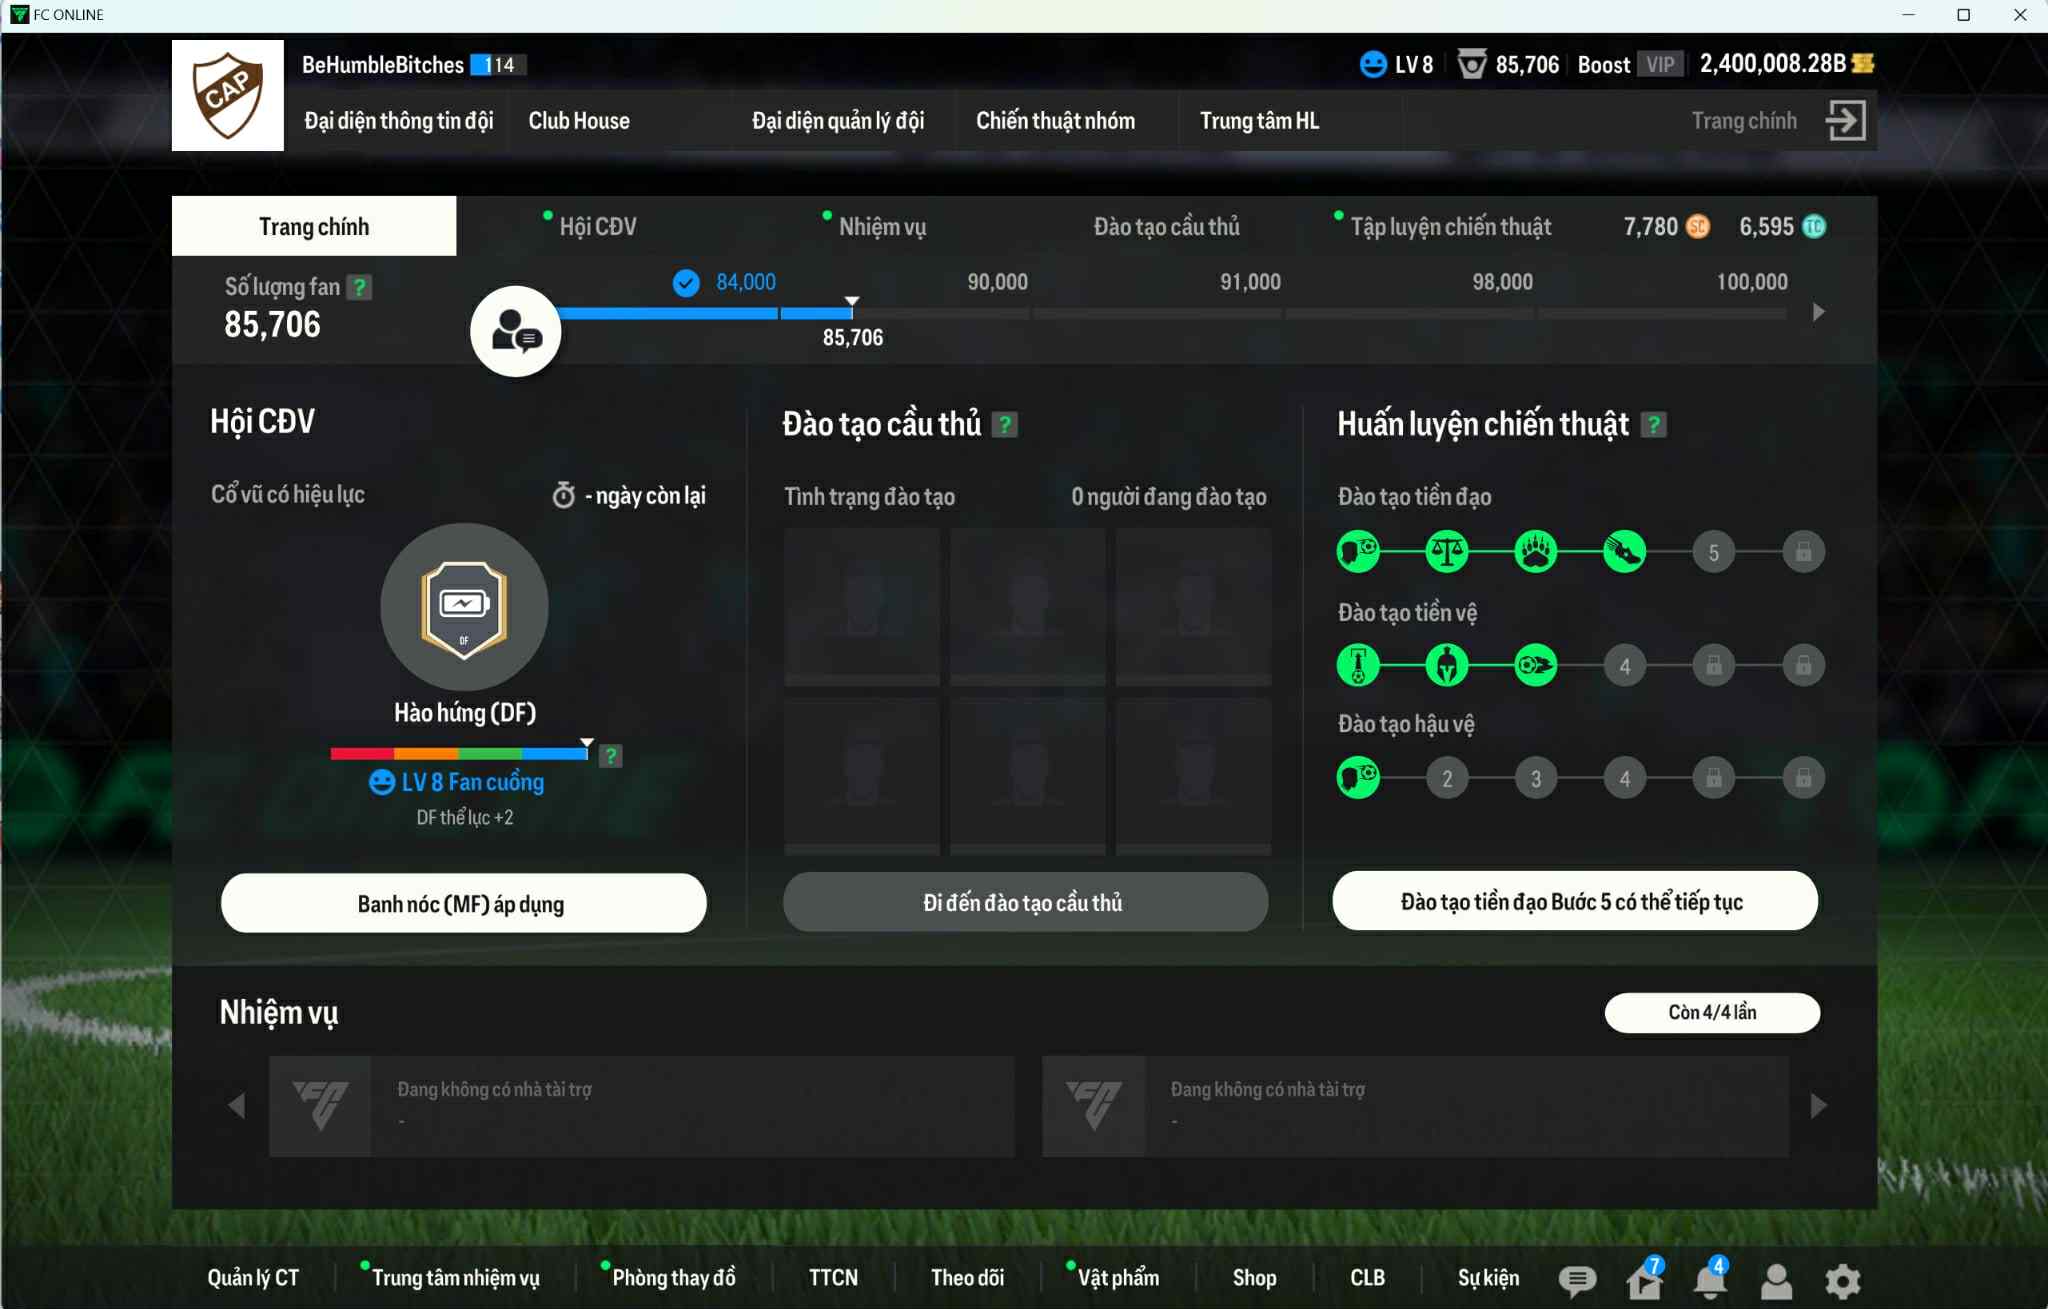 FC ONLINE
CAP
BeHumbleBitches 114
LV 8 85,706 Boost VIP 2,400,008.28B
Đại diện thông tin đội Club House Đại diện quản lý đội Chiến thuật nhóm Trung tâm HL Trang chính
Trang chính Hội CĐV Nhiệm vụ Đào tạo cầu thủ Tập luyện chiến thuật 7,780 SC 6,595 TC
Số lượng fan ?
85,706
84,000 90,000 91,000 98,000 100,000
85,706
Hội CĐV
Cổ vũ có hiệu lực - ngày còn lại
DF
Hào hứng (DF)
?
LV 8 Fan cuồng
DF thể lực +2
Banh nóc (MF) áp dụng
Đào tạo cầu thủ ?
Tình trạng đào tạo 0 người đang đào tạo
Đi đến đào tạo cầu thủ
Huấn luyện chiến thuật ?
Đào tạo tiền đạo
5
Đào tạo tiền vệ
4
Đào tạo hậu vệ
2 3 4
Đào tạo tiền đạo Bước 5 có thể tiếp tục
Nhiệm vụ
Còn 4/4 lần
FC Đang không có nhà tài trợ
-
FC Đang không có nhà tài trợ
-
Quản lý CT Trung tâm nhiệm vụ Phòng thay đồ TTCN Theo dõi Vật phẩm Shop CLB Sự kiện 7 4